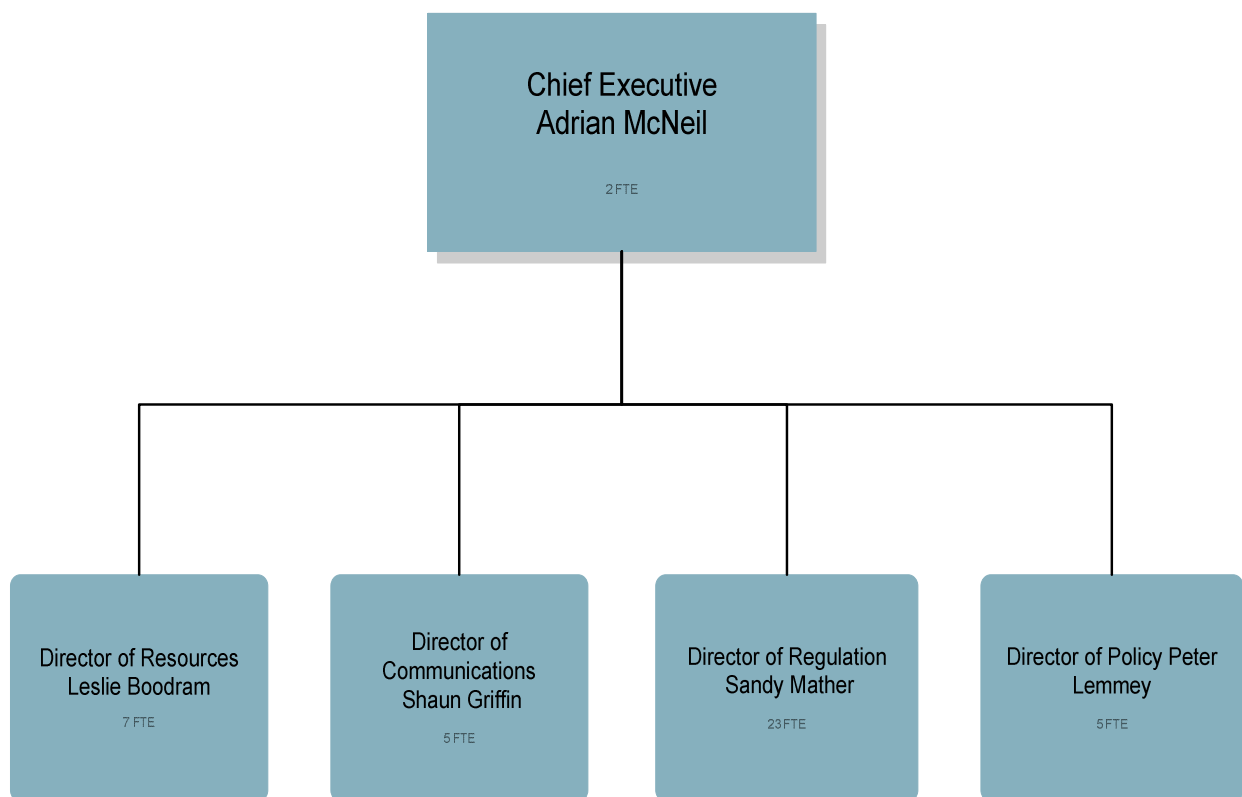 Chief Executive
Adrian McNeil
2 FTE
Director of Resources
Leslie Boodram
7 FTE
Director of
Communications
Shaun Griffin
5 FTE
Director of Regulation
Sandy Mather
23 FTE
Director of Policy Peter
Lemmey
5 FTE